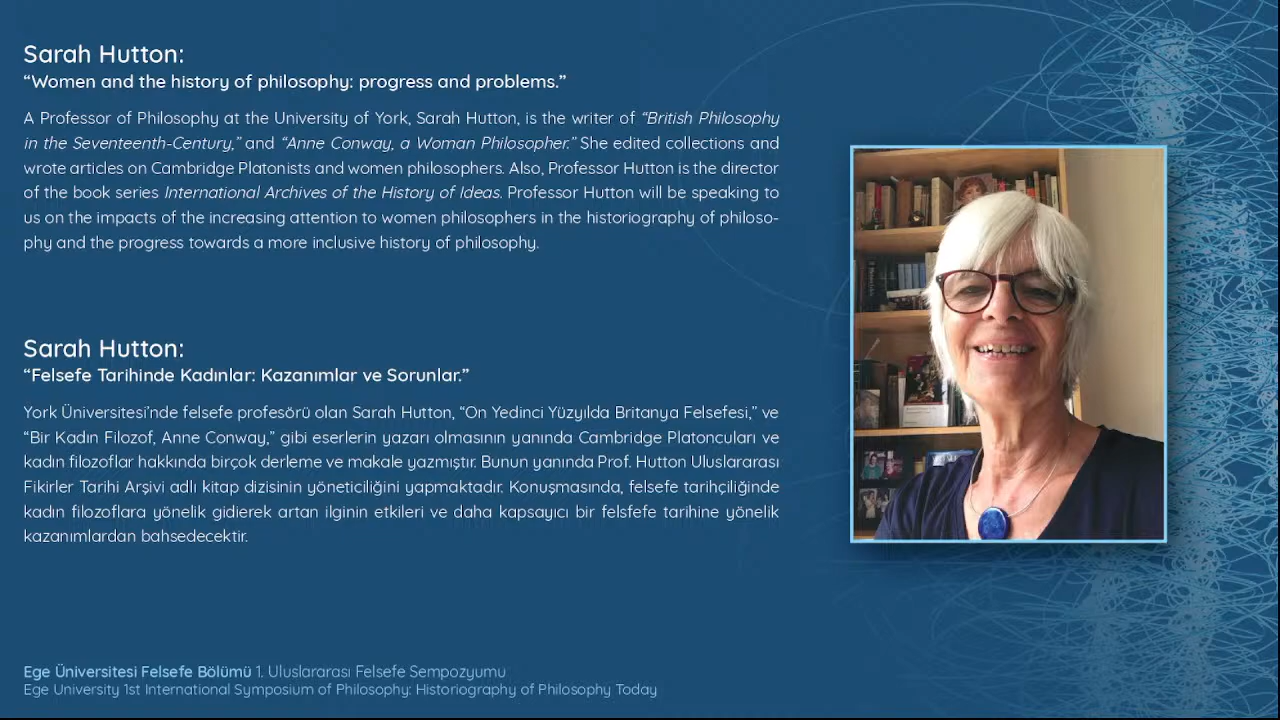 Sarah Hutton:
“Women and the history of philosophy: progress and problems.”
A Professor of Philosophy at the University of York, Sarah Hutton, is the writer of “British Philosophy
in the Seventeenth-Century,” and “Anne Conway, a Woman Philosopher.” She edited collections and
wrote articles on Cambridge Platonists and women philosophers. Also, Professor Hutton is the director
of the book series International Archives of the History of Ideas. Professor Hutton will be speaking to
us on the impacts of the increasing attention to women philosophers in the historiography of philoso-
phy and the progress towards a more inclusive history of philosophy.
Sarah Hutton:
“Felsefe Tarihinde Kadınlar: Kazanımlar ve Sorunlar.”
York Üniversitesi’nde felsefe profesörü olan Sarah Hutton, “On Yedinci Yüzyılda Britanya Felsefesi,” ve
“Bir Kadın Filozof, Anne Conway,” gibi eserlerin yazarı olmasının yanında Cambridge Platoncuları ve
kadın filozoflar hakkında birçok derleme ve makale yazmıştır. Bunun yanında Prof. Hutton Uluslararası
Fikirler Tarihi Arşivi adlı kitap dizisinin yöneticiliğini yapmaktadır. Konuşmasında, felsefe tarihçiliğinde
kadın filozoflara yönelik gidierek artan ilginin etkileri ve daha kapsayıcı bir felsfefe tarihine yönelik
kazanımlardan bahsedecektir.
Ege Üniversitesi Felsefe Bölümü 1. Uluslararası Felsefe Sempozyumu
Ege University 1st International Symposium of Philosophy: Historiography of Philosophy Today